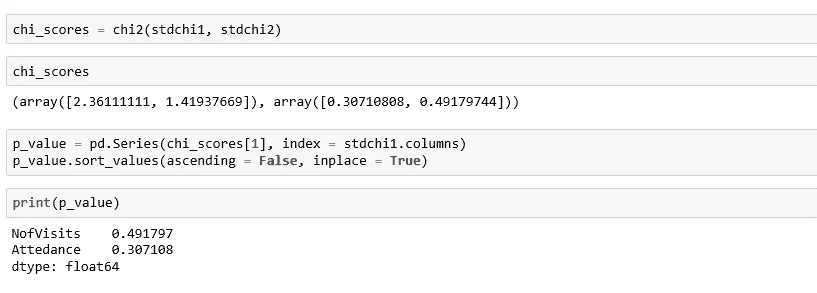 chi_scores = chi2(stdchi1, stdchi2)
chi_scores
(array([2.36111111, 1.41937669]), array([0.30710808, 0.49179744]))
p_value = pd.Series(chi_scores[1], index = stdchi1.columns)
p_value.sort_values(ascending = False, inplace = True)
print(p_value)
NofVisits    0.491797
Attedance    0.307108
dtype: float64